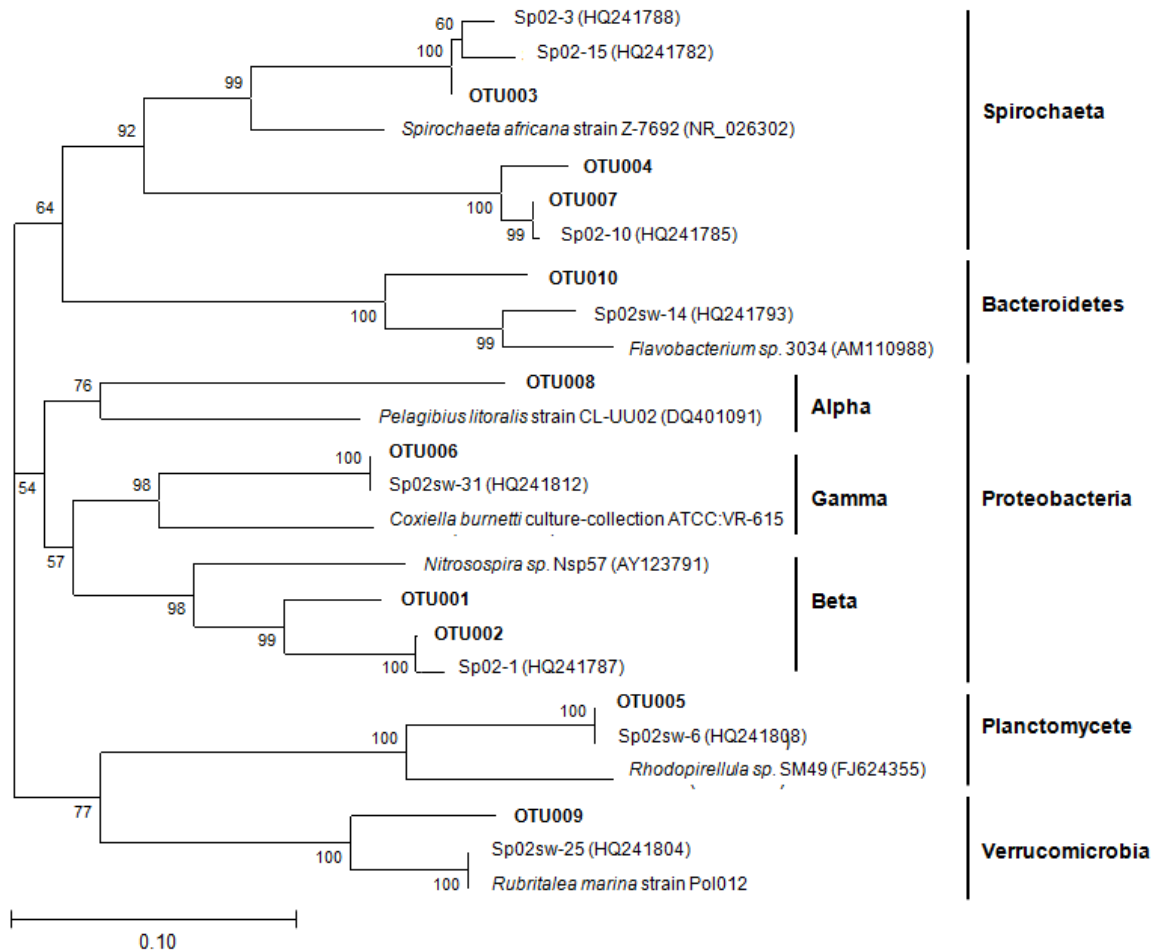 Sp02-3 (HQ241788)
60
Sp02-15 (HQ241782)
100
99
OTU003
Spirochaeta
Spirochaeta africana strain Z-7692 (NR_026302)
92
OTU004
OTU007
100
64
99
Sp02-10 (HQ241785)
OTU010
Bacteroidetes
Sp02sw-14 (HQ241793)
100
99
Flavobacterium sp. 3034 (AM110988)
OTU008
76
Alpha
Pelagibius litoralis strain CL-UU02 (DQ401091)
OTU006
100
Sp02sw-31 (HQ241812)
98
54
Gamma
Proteobacteria
Coxiella burnetti culture-collection ATCC:VR-615
57
Nitrosospira sp. Nsp57 (AY123791)
OTU001
Beta
98
OTU002
99
100
Sp02-1 (HQ241787)
OTU005
100
Planctomycete
Sp02sw-6 (HQ241808)
100
Rhodopirellula sp. SM49 (FJ624355)
77
OTU009
Sp02sw-25 (HQ241804)
Verrucomicrobia
100
100
Rubritalea marina strain Pol012
0.10